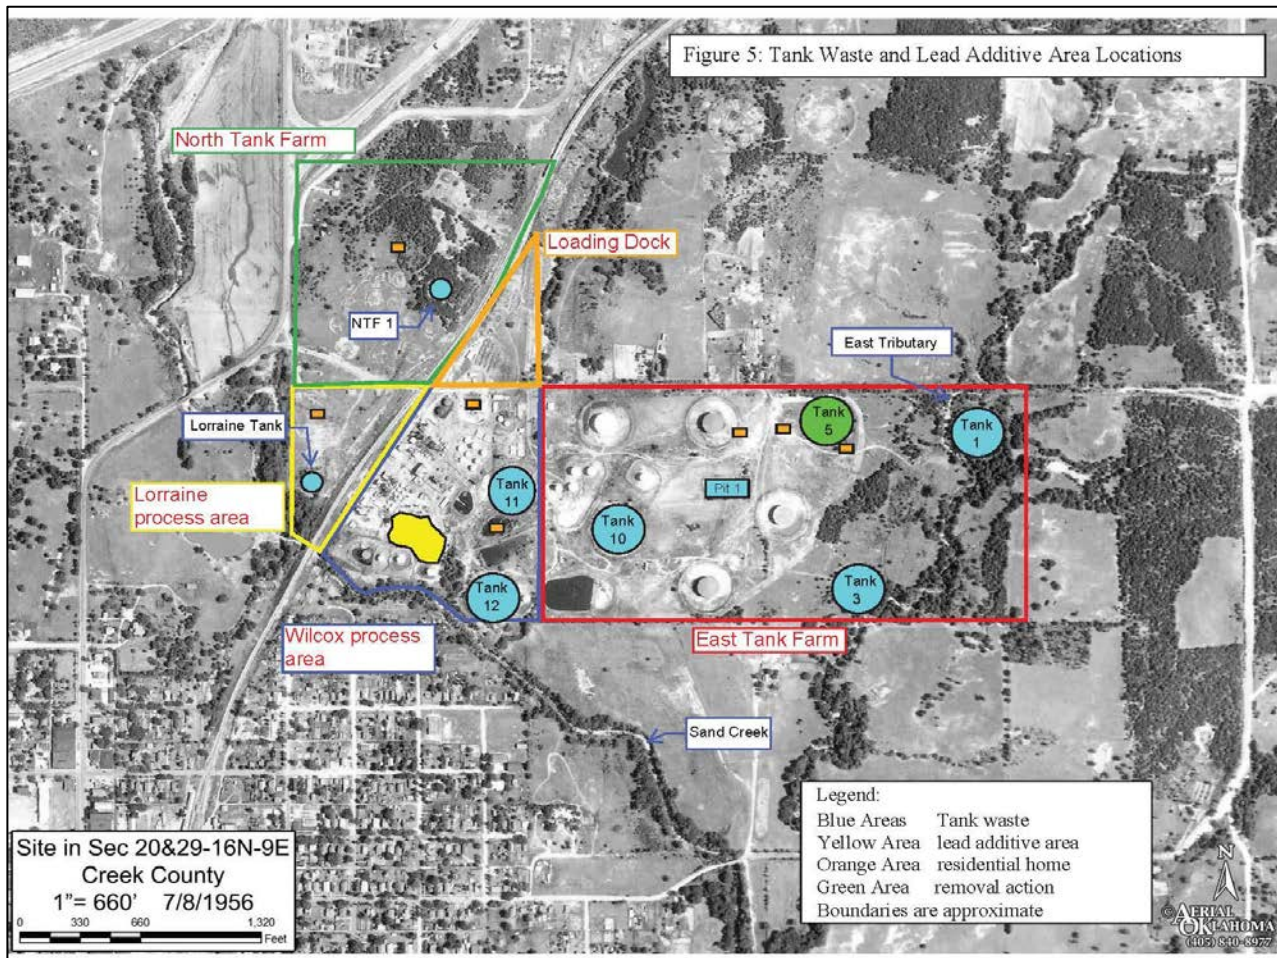 Figure 5: Tank Waste and Lead Additive Area Locations
North Tank Farm
Loading Dock
NTF 1
East Tributary
Lorraine Tank
Tank
5
Tank
1
Lorraine
process area
Tank
11
Pit 1
Tank
10
Tank
12
Tank
3
Wilcox process
area
East Tank Farm
Sand Creek
Legend:
Blue Areas Tank waste
Yellow Area lead additive area
Orange Area residential home
Green Area removal action
Boundaries are approximate
Site in Sec 20&29-16N-9E
Creek County
1"= 660' 7/8/1956
0 330 660 1,320
Feet
N
© AERIAL
OKLAHOMA
(405) 840-8977